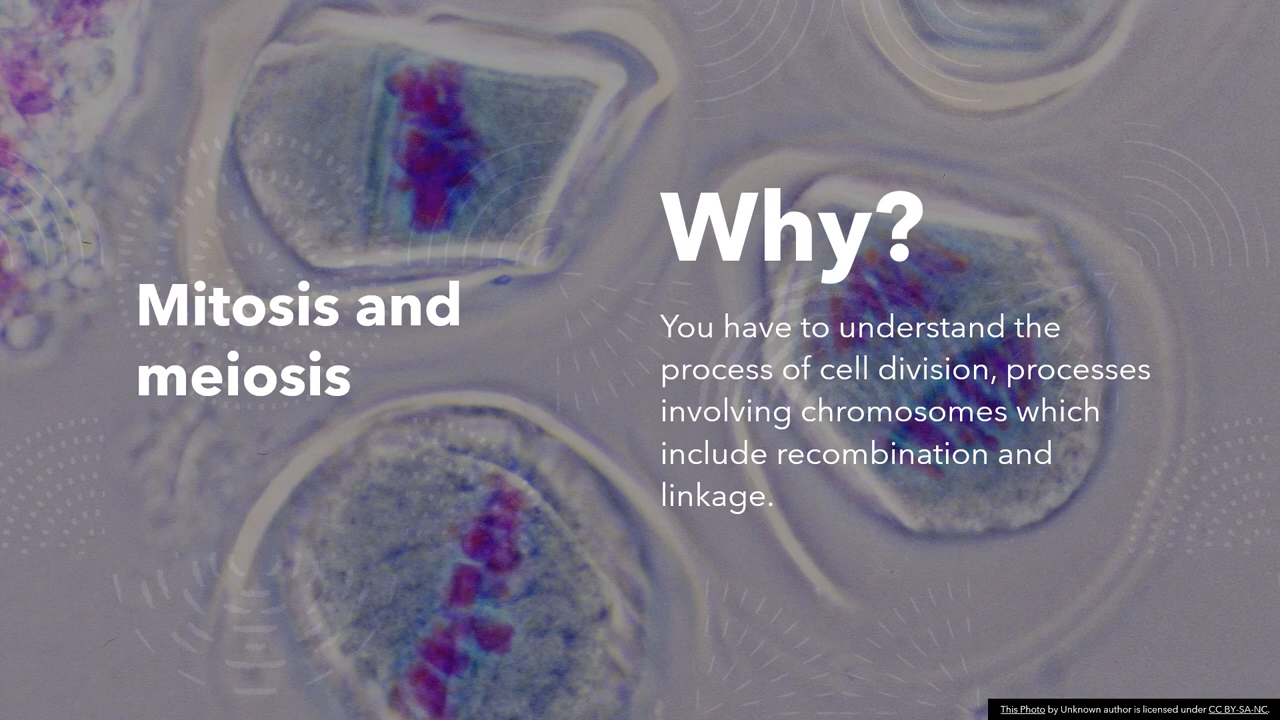 Mitosis and
meiosis
Why?
You have to understand the
process of cell division, processes
involving chromosomes which
include recombination and
linkage.
This Photo by Unknown author is licensed under CC BY-SA-NC.